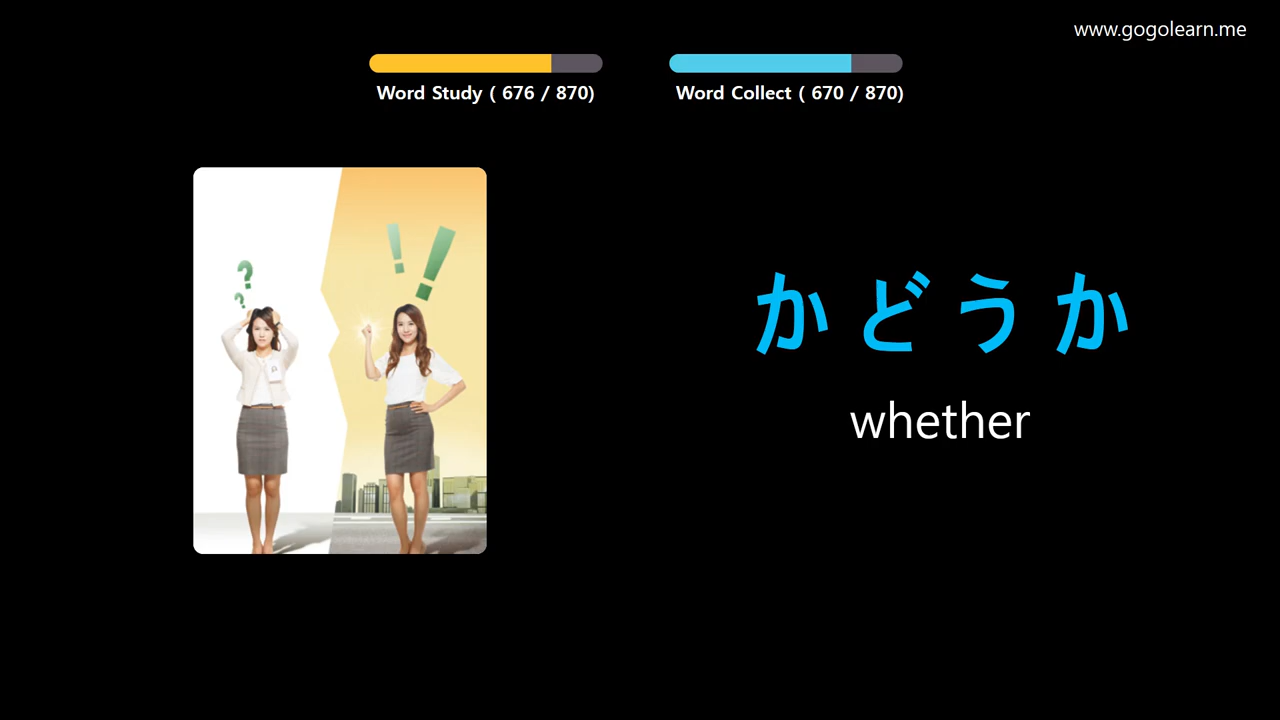 www.gogolearn.me
Word Study ( 676 / 870)
Word Collect ( 670 / 870)
? ?
! !
かどうか
whether